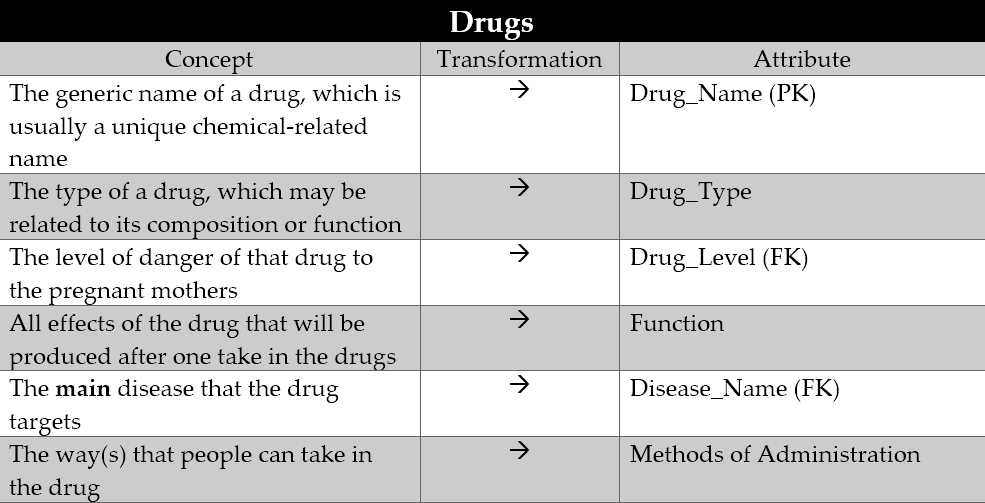 Drugs
Concept Transformation Attribute
The generic name of a drug, which is → Drug_Name (PK)
usually a unique chemical-related
name
The type of a drug, which may be → Drug_Type
related to its composition or function
The level of danger of that drug to → Drug_Level (FK)
the pregnant mothers
All effects of the drug that will be → Function
produced after one take in the drugs
The main disease that the drug → Disease_Name (FK)
targets
The way(s) that people can take in → Methods of Administration
the drug